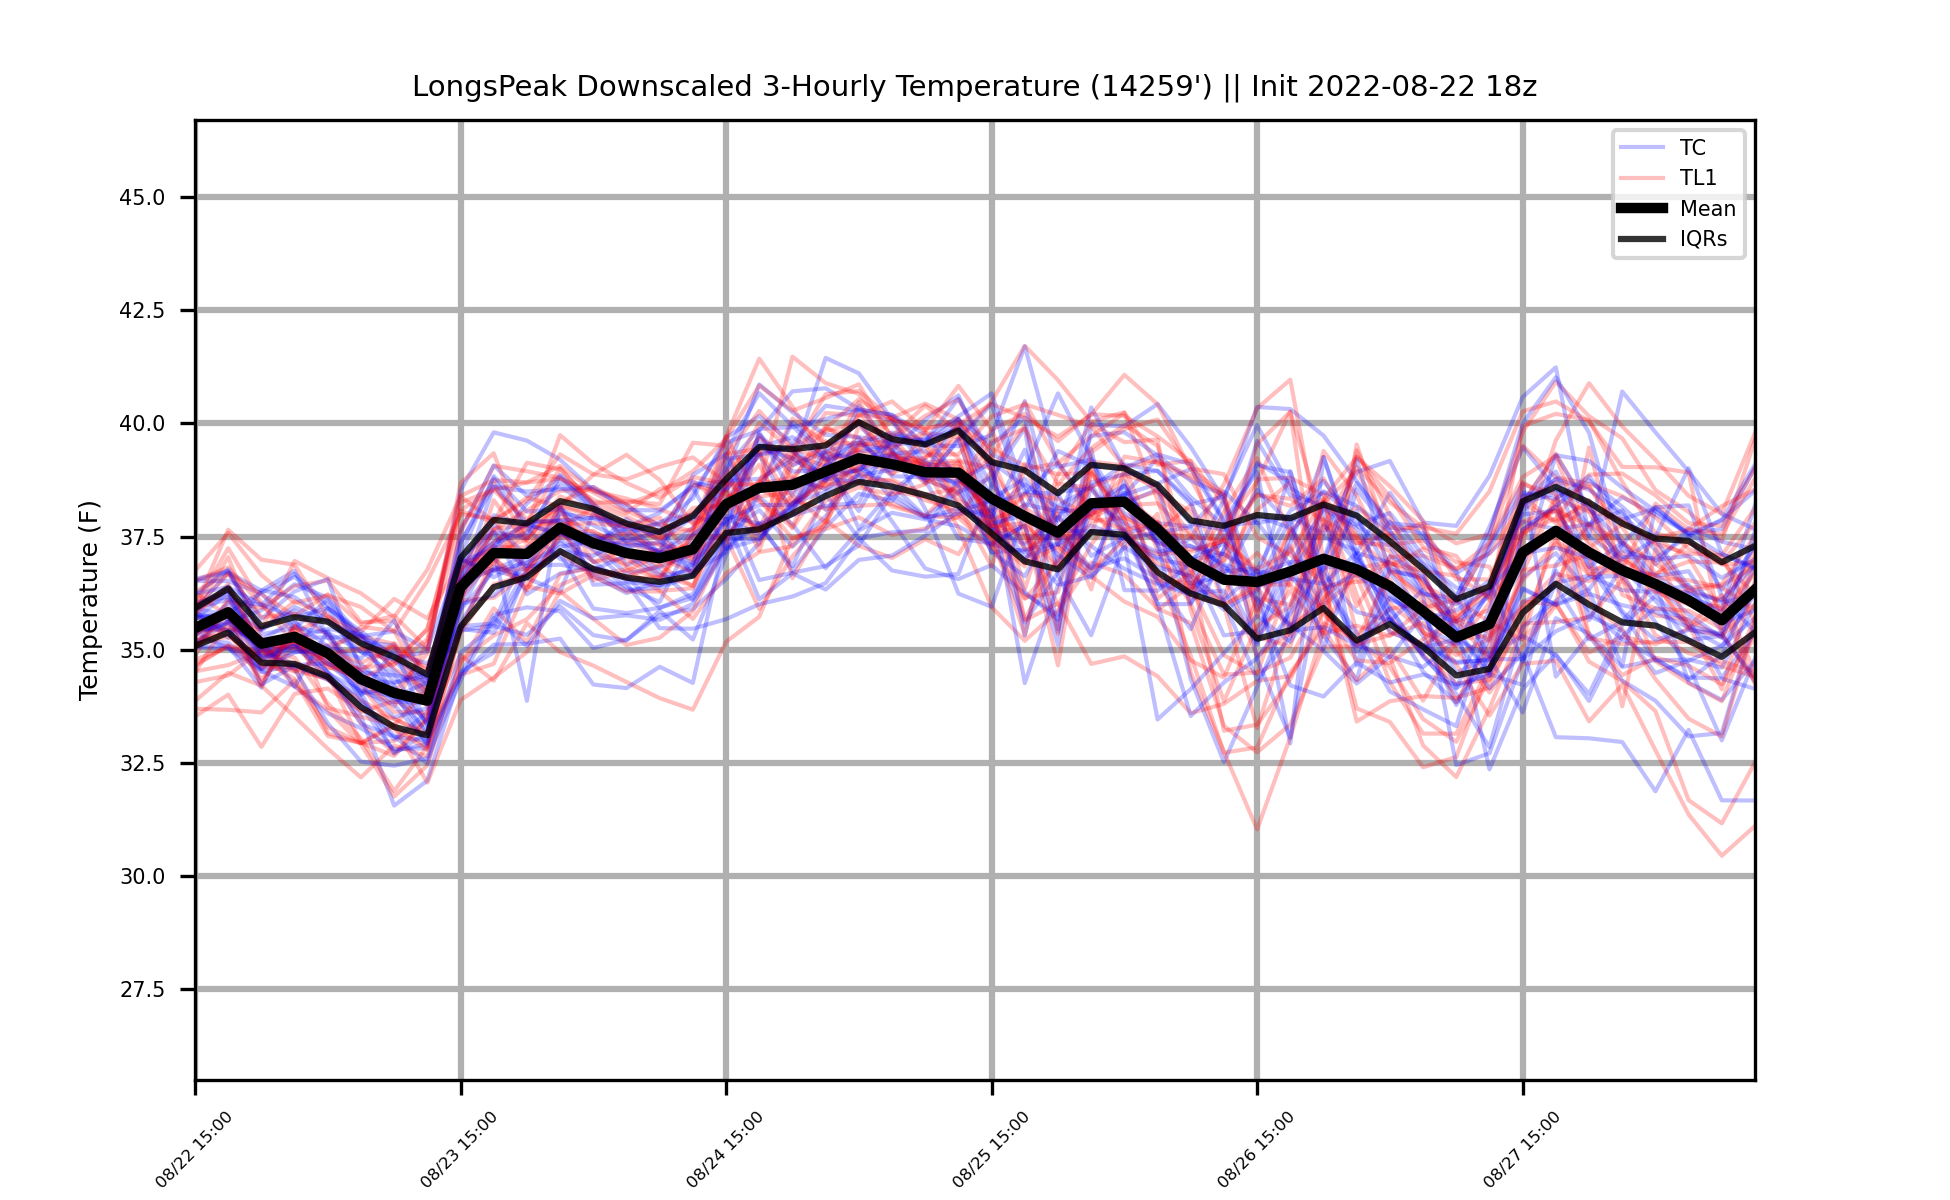 LongsPeak Downscaled 3-Hourly Temperature (14259') || Init 2022-08-22 18z
TC
TL1
Mean
IQRs
Temperature (F)
45.0
42.5
40.0
37.5
35.0
32.5
30.0
27.5
08/22 15:00
08/23 15:00
08/24 15:00
08/25 15:00
08/26 15:00
08/27 15:00